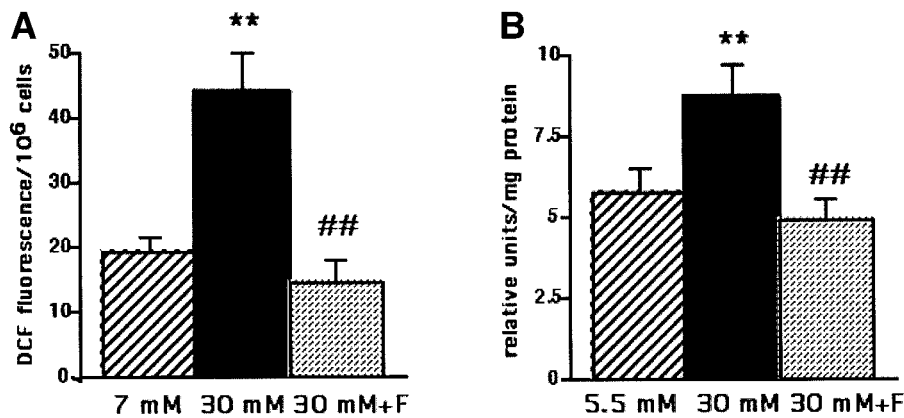 A
**
50
40
30
20
10
0
DCF fluorescence/10⁶ cells
##
7 mM 30 mM 30 mM+F
B
**
10
7.5
5
2.5
0
relative units/mg protein
##
5.5 mM 30 mM 30 mM+F